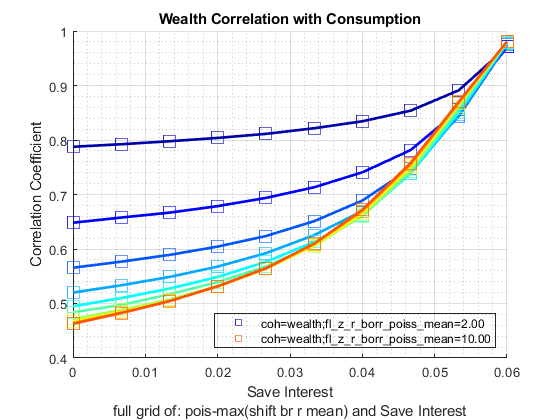 Wealth Correlation with Consumption
Correlation Coefficient
1
0.9
0.8
0.7
0.6
0.5
0.4
0
0.01
0.02
0.03
0.04
0.05
0.06
coh=wealth;fl_z_r_borr_poiss_mean=2.00
coh=wealth;fl_z_r_borr_poiss_mean=10.00
Save Interest
full grid of: pois-max(shift br r mean) and Save Interest